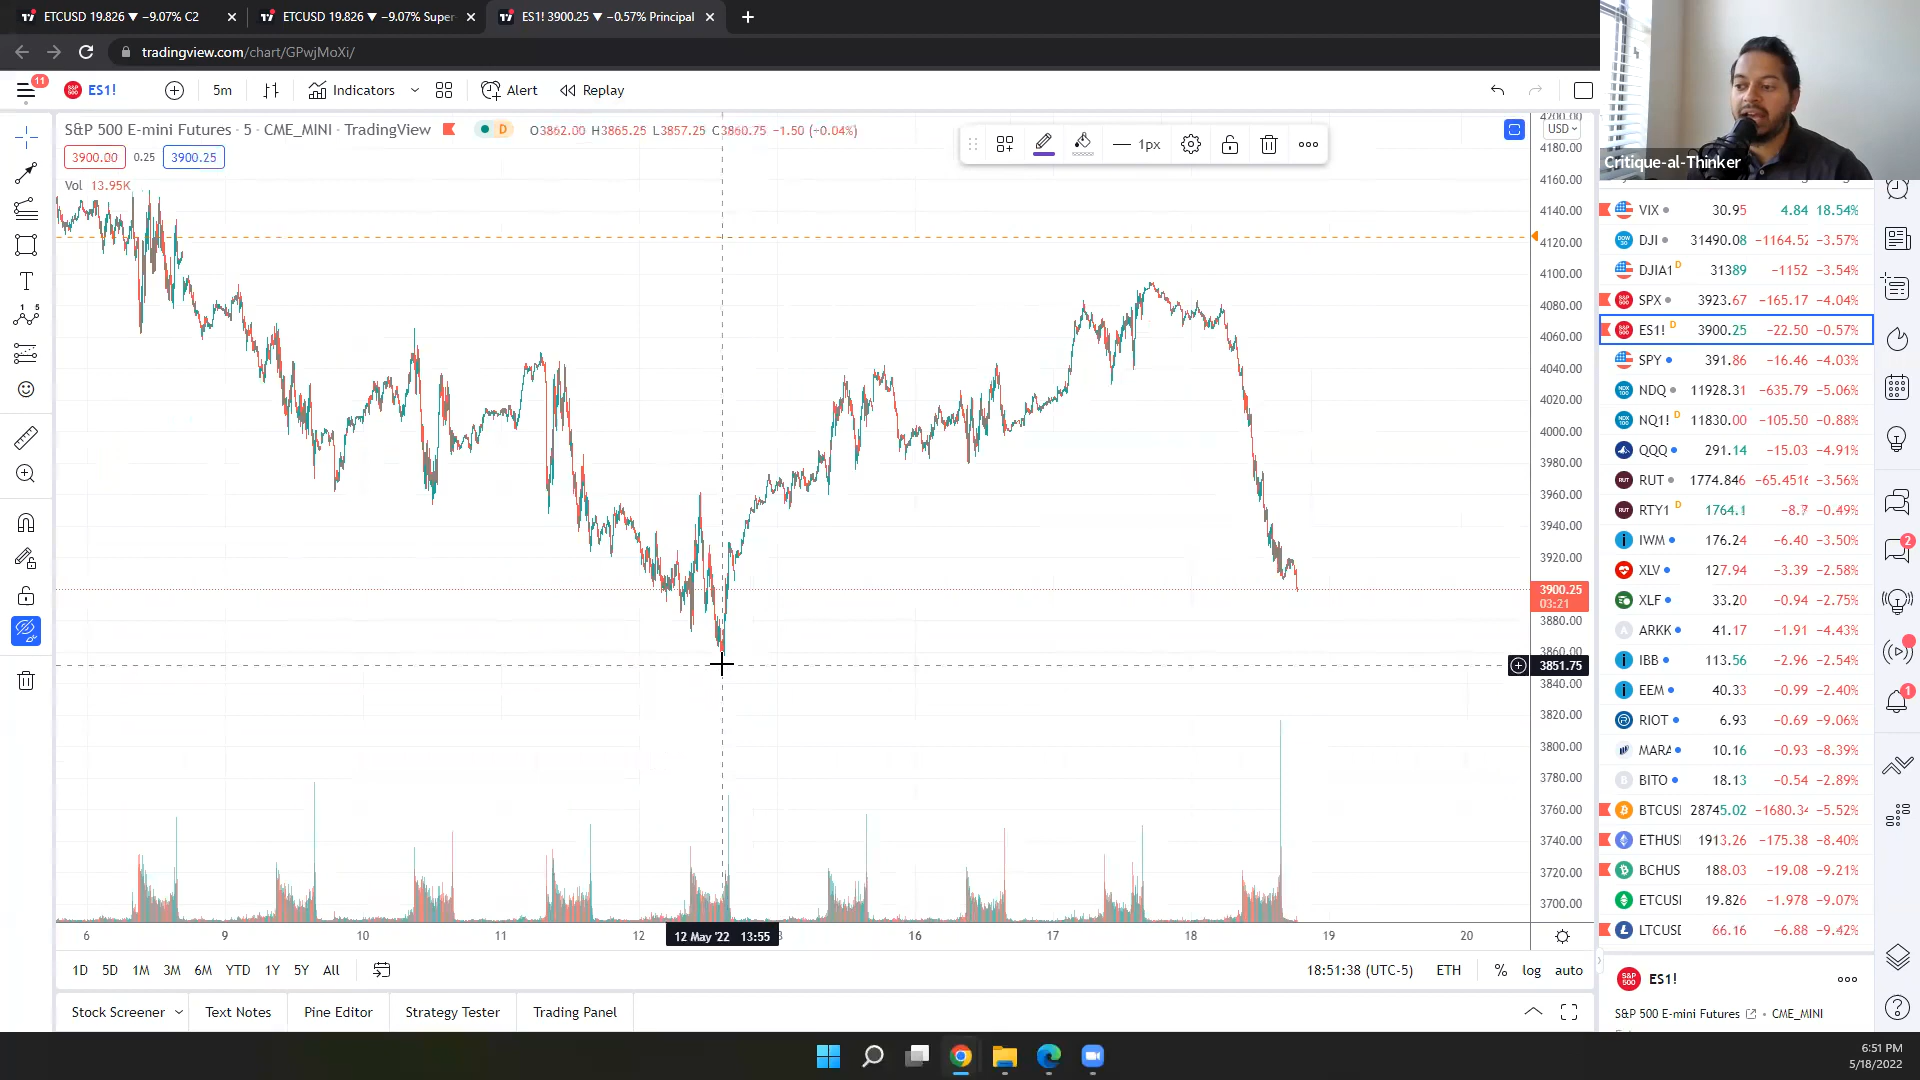 ETCUSD 19.826 ▼ −9.07% C2
ETCUSD 19.826 ▼ −9.07% Super
ES1! 3900.25 ▼ −0.57% Principal
tradingview.com/chart/GPwjMoXi/
11
ES1!
5m
Indicators
Alert
Replay
S&P 500 E-mini Futures · 5 · CME_MINI · TradingView
D
O3862.00 H3865.25 L3857.25 C3860.75 −1.50 (−0.04%)
3900.00
0.25
3900.25
Vol 13.95K
1px
USD
4200.00
4180.00
4160.00
4140.00
4120.00
4100.00
4080.00
4060.00
4040.00
4020.00
4000.00
3980.00
3960.00
3940.00
3920.00
3900.25
03:21
3880.00
3860.00
3851.75
3840.00
3820.00
3800.00
3780.00
3760.00
3740.00
3720.00
3700.00
6
9
10
11
12
12 May '22 13:55
3
16
17
18
19
20
1D
5D
1M
3M
6M
YTD
1Y
5Y
All
18:51:38 (UTC-5)
ETH
%
log
auto
Stock Screener
Text Notes
Pine Editor
Strategy Tester
Trading Panel
Critique-al-Thinker
VIX 30.95 4.84 18.54%
DJI 31490.08 −1164.52 −3.57%
DJIA1 D 31389 −1152 −3.54%
SPX 3923.67 −165.17 −4.04%
ES1! D 3900.25 −22.50 −0.57%
SPY 391.86 −16.46 −4.03%
NDQ 11928.31 −635.79 −5.06%
NQ1! D 11830.00 −105.50 −0.88%
QQQ 291.14 −15.03 −4.91%
RUT 1774.846 −65.4516 −3.56%
RTY1 D 1764.1 −8.7 −0.49%
IWM 176.24 −6.40 −3.50%
XLV 127.94 −3.39 −2.58%
XLF 33.20 −0.94 −2.75%
ARKK 41.17 −1.91 −4.43%
IBB 113.56 −2.96 −2.54%
EEM 40.33 −0.99 −2.40%
RIOT 6.93 −0.69 −9.06%
MARA 10.16 −0.93 −8.39%
BITO 18.13 −0.54 −2.89%
BTCUS 28745.02 −1680.34 −5.52%
ETHUS 1913.26 −175.38 −8.40%
BCHUS 188.03 −19.08 −9.21%
ETCUS 19.826 −1.978 −9.07%
LTCUS 66.16 −6.88 −9.42%
2
1
ES1!
S&P 500 E-mini Futures · CME_MINI
6:51 PM
5/18/2022